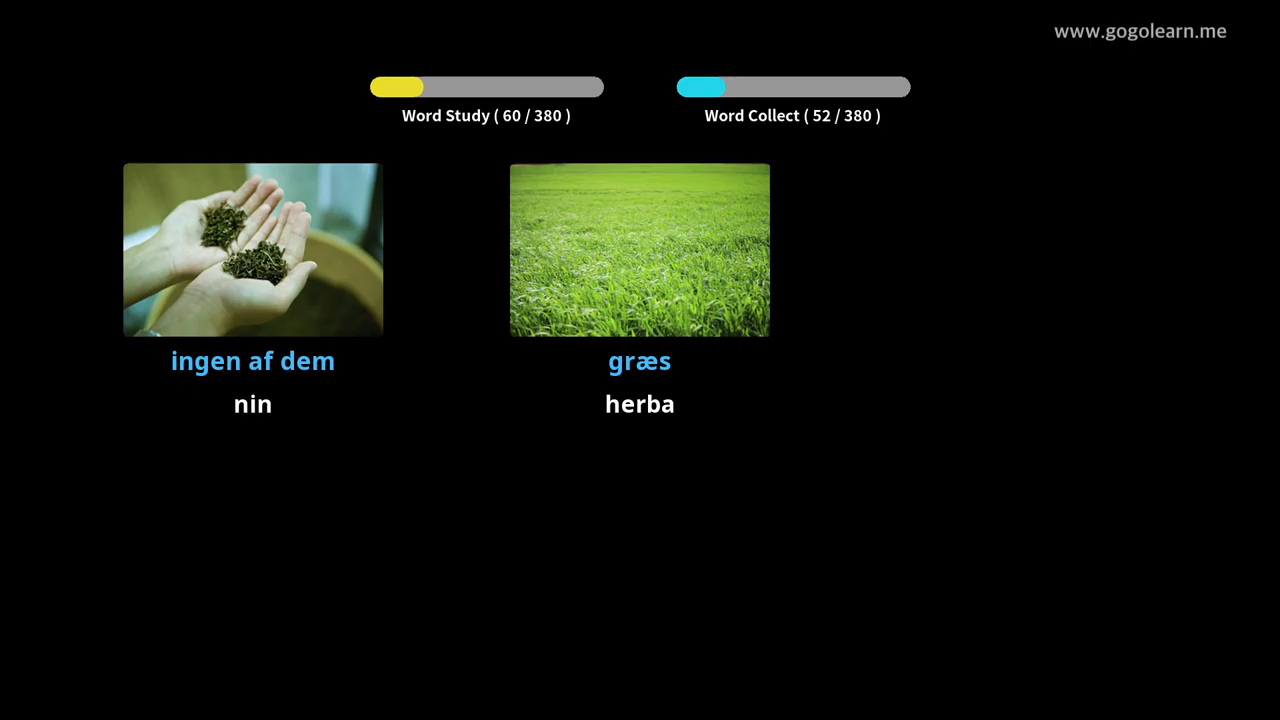 www.gogolearn.me
Word Study ( 60 / 380 )
Word Collect ( 52 / 380 )
ingen af dem
nin
græs
herba